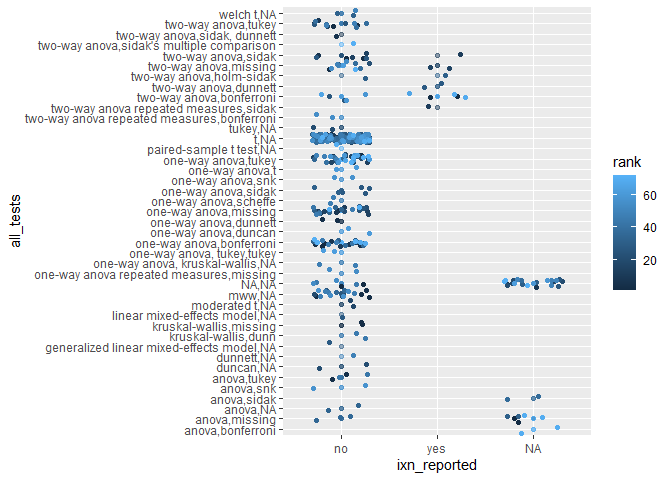 welch t,NA
two-way anova,tukey
two-way anova,sidak, dunnett
two-way anova,sidak's multiple comparison
two-way anova,sidak
two-way anova,missing
two-way anova,holm-sidak
two-way anova,dunnett
two-way anova,bonferroni
two-way anova repeated measures,sidak
two-way anova repeated measures,bonferroni
tukey,NA
t,NA
paired-sample t test,NA
one-way anova,tukey
one-way anova,t
one-way anova,snk
one-way anova,sidak
one-way anova,scheffe
one-way anova,missing
one-way anova,dunnett
one-way anova,duncan
one-way anova,bonferroni
one-way anova, tukey,tukey
one-way anova, kruskal-wallis,NA
one-way anova repeated measures,missing
NA,NA
mww,NA
moderated t,NA
linear mixed-effects model,NA
kruskal-wallis,missing
kruskal-wallis,dunn
generalized linear mixed-effects model,NA
dunnett,NA
duncan,NA
anova,tukey
anova,snk
anova,sidak
anova,NA
anova,missing
anova,bonferroni
all_tests
no yes NA
ixn_reported
rank
60
40
20